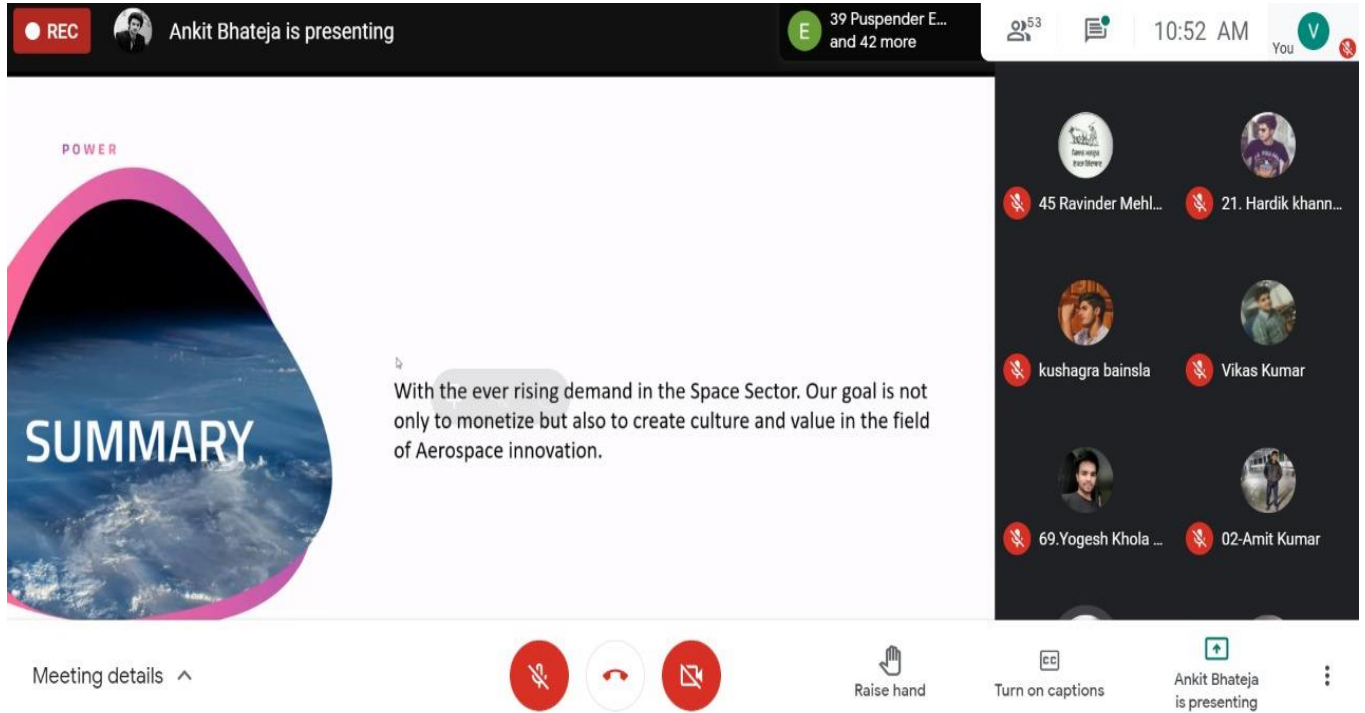 REC
Ankit Bhateja is presenting
E
39 Puspender E...
and 42 more
53
10:52 AM
You
V
POWER
SUMMARY
With the ever rising demand in the Space Sector. Our goal is not
only to monetize but also to create culture and value in the field
of Aerospace innovation.
45 Ravinder Mehl...
21. Hardik khann...
kushagra bainsla
Vikas Kumar
69.Yogesh Khola ...
02-Amit Kumar
Meeting details
Raise hand
CC
Turn on captions
Ankit Bhateja
is presenting